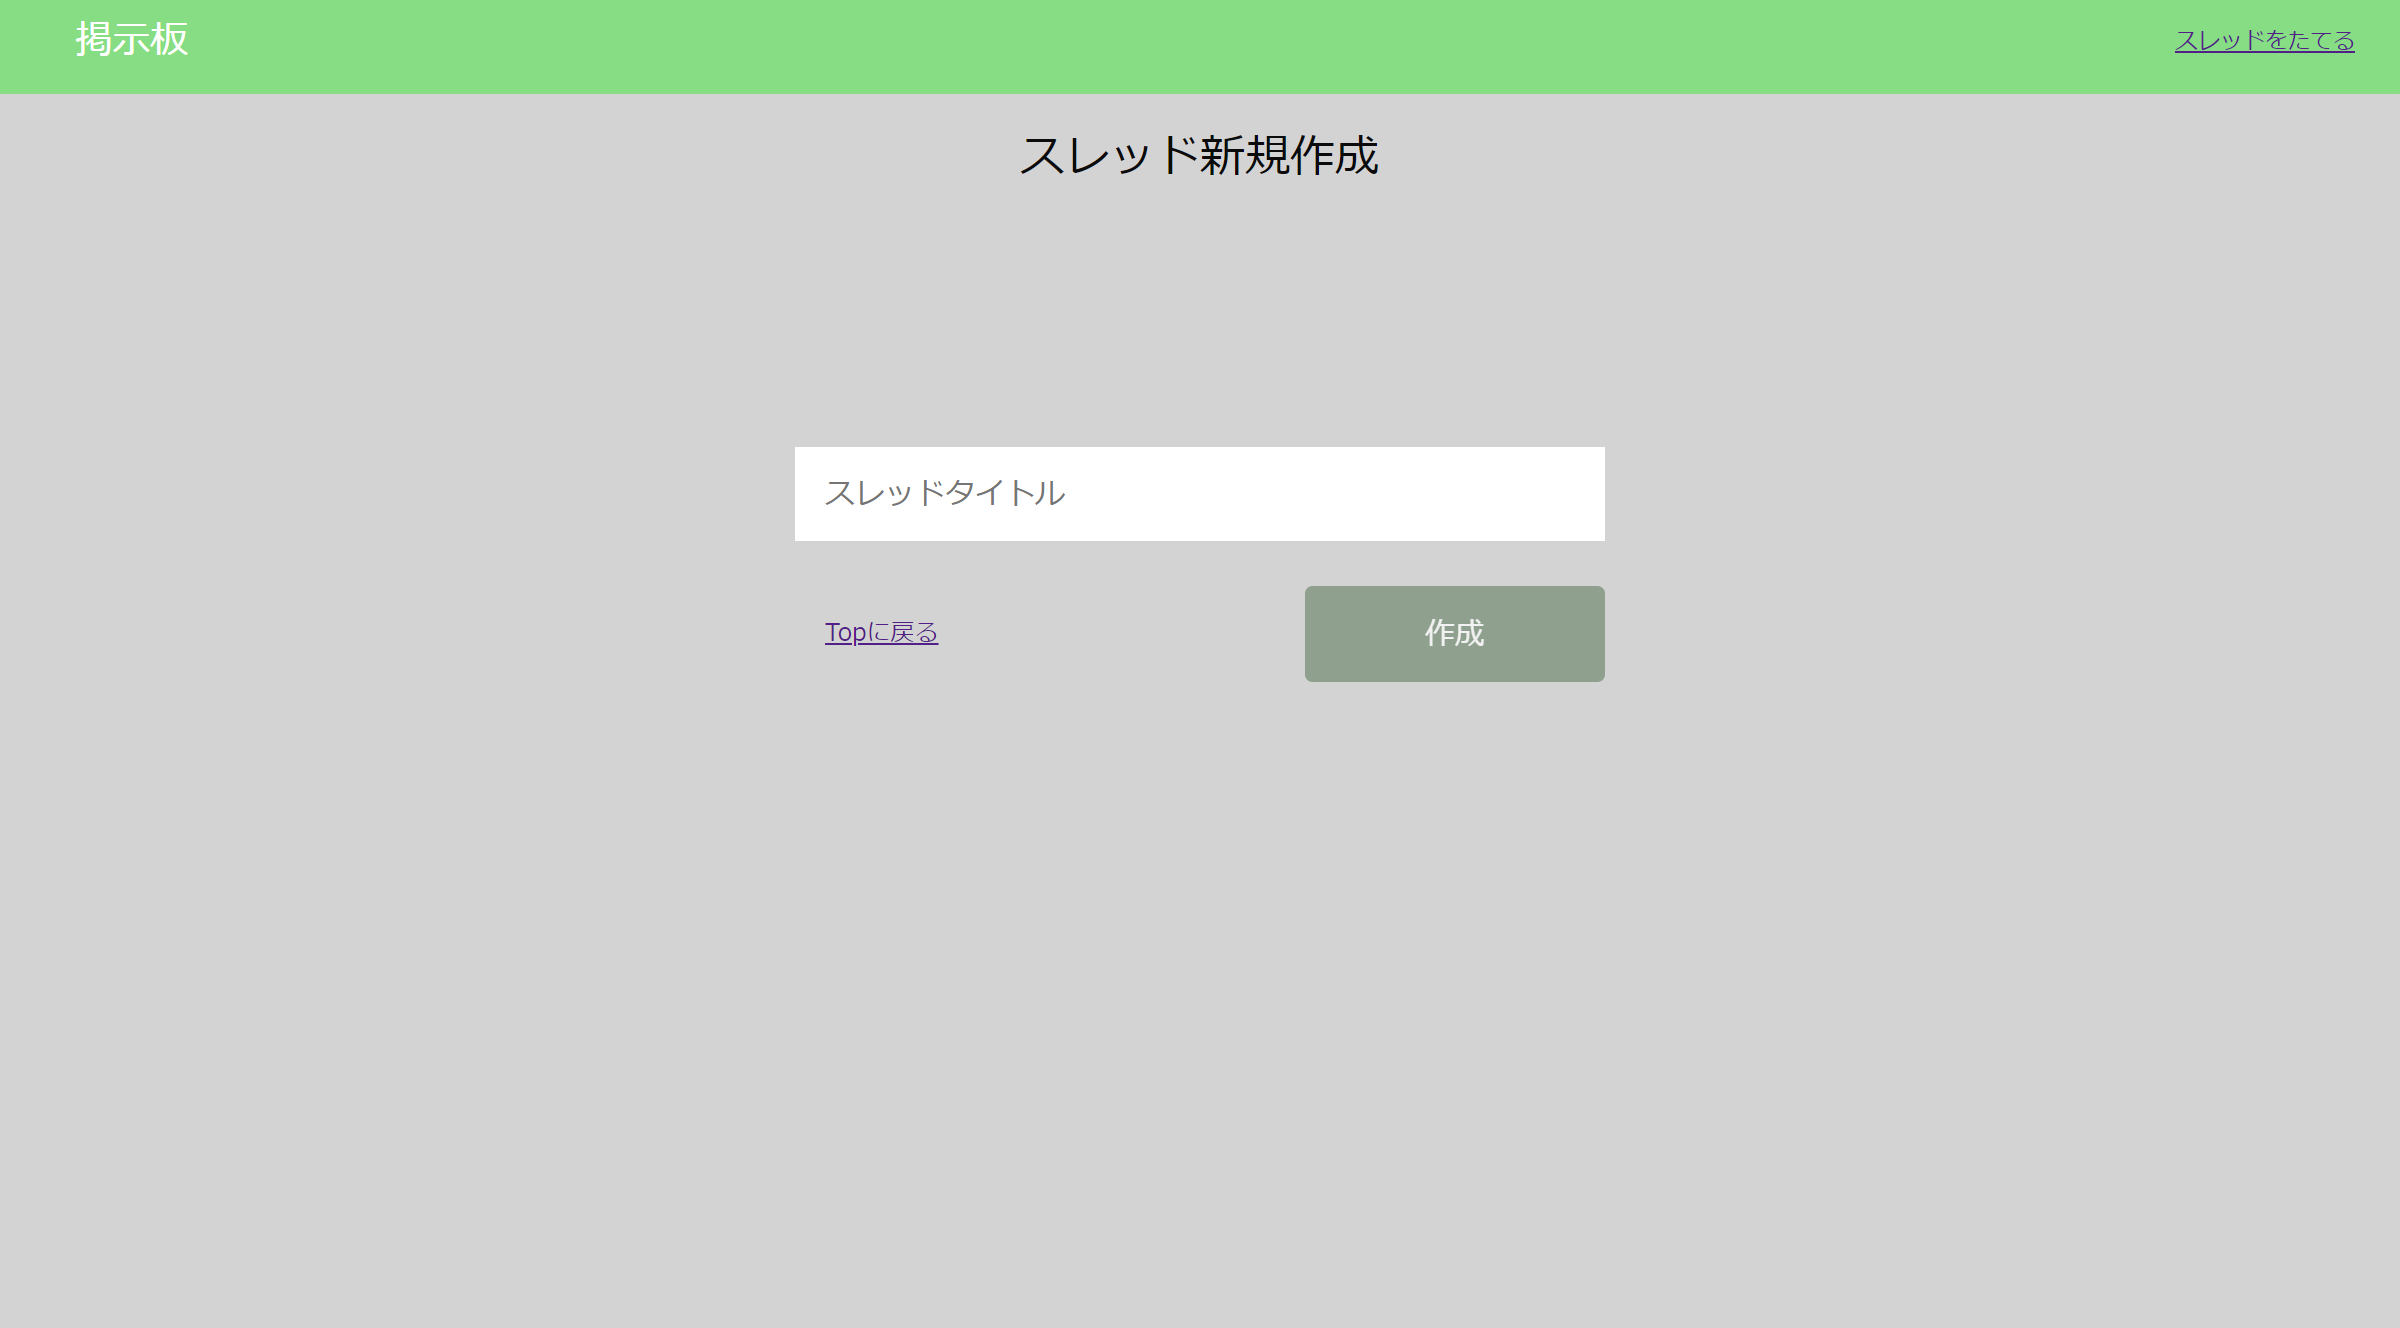 掲示板
スレッドをたてる
スレッド新規作成
スレッドタイトル
Topに戻る
作成